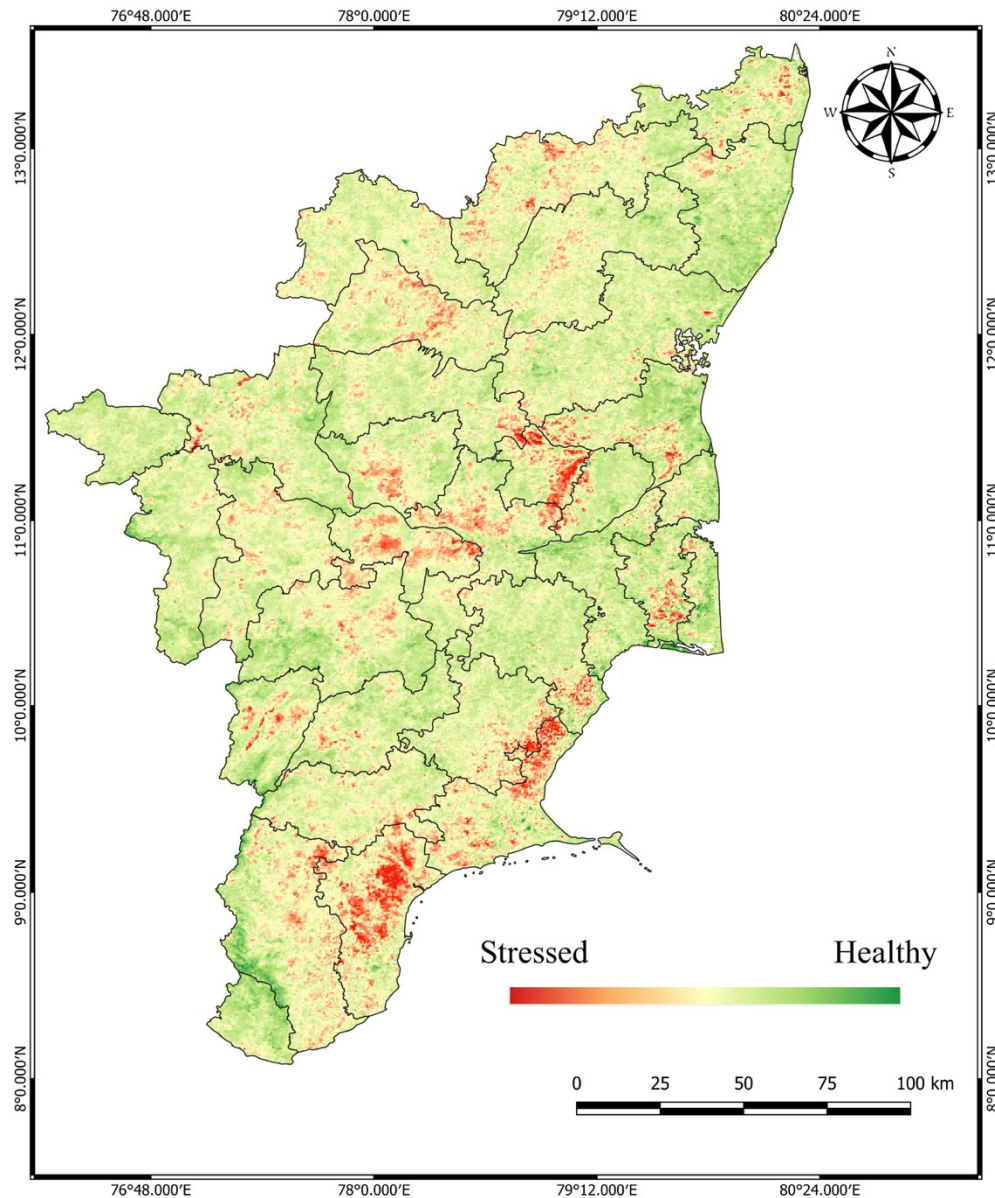 76°48.000′E 78°0.000′E 79°12.000′E 80°24.000′E
N
W E
S
13°0.000′N 13°0.000′N
12°0.000′N 12°0.000′N
11°0.000′N 11°0.000′N
10°0.000′N 10°0.000′N
9°0.000′N 9°0.000′N
Stressed Healthy
0 25 50 75 100 km
8°0.000′N 8°0.000′N
76°48.000′E 78°0.000′E 79°12.000′E 80°24.000′E